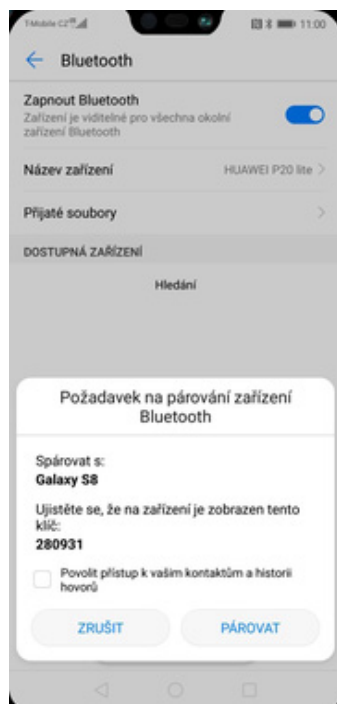 T-Mobile CZ
11:00
Bluetooth
Zapnout Bluetooth
Zařízení je viditelné pro všechna okolní
zařízení Bluetooth
Název zařízení HUAWEI P20 lite
Přijaté soubory
DOSTUPNÁ ZAŘÍZENÍ
Hledání
Požadavek na párování zařízení
Bluetooth
Spárovat s:
Galaxy S8
Ujistěte se, že na zařízení je zobrazen tento
klíč:
280931
Povolit přístup k vašim kontaktům a historii
hovorů
ZRUŠIT PÁROVAT